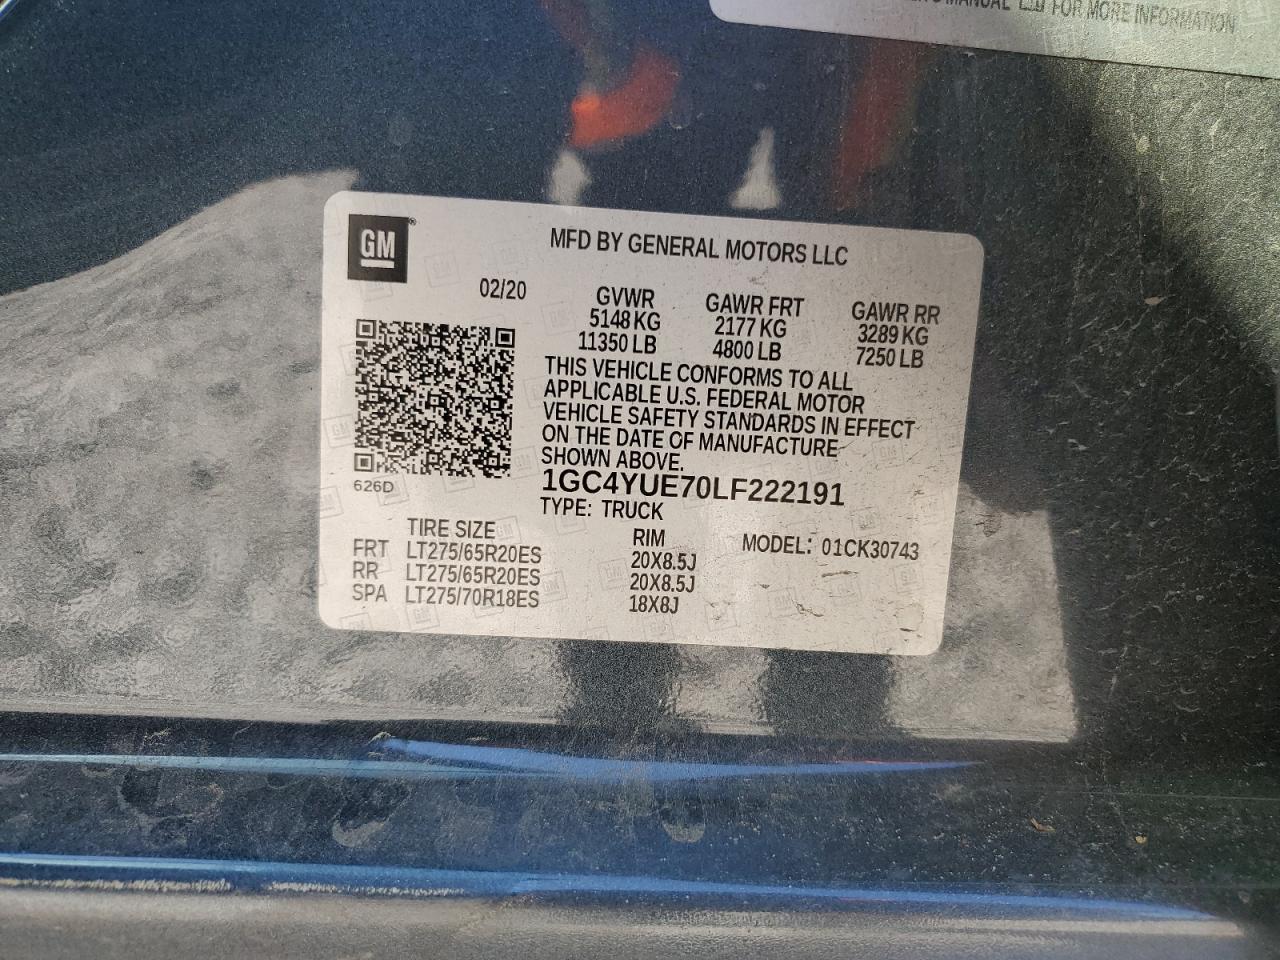 MANUAL FOR MORE INFORMATION
GM
MFD BY GENERAL MOTORS LLC
02/20
GVWR GAWR FRT GAWR RR
5148 KG 2177 KG 3289 KG
11350 LB 4800 LB 7250 LB
THIS VEHICLE CONFORMS TO ALL
APPLICABLE U.S. FEDERAL MOTOR
VEHICLE SAFETY STANDARDS IN EFFECT
ON THE DATE OF MANUFACTURE
SHOWN ABOVE.
626D
1GC4YUE70LF222191
TYPE: TRUCK
TIRE SIZE RIM MODEL: 01CK30743
FRT LT275/65R20ES 20X8.5J
RR LT275/65R20ES 20X8.5J
SPA LT275/70R18ES 18X8J